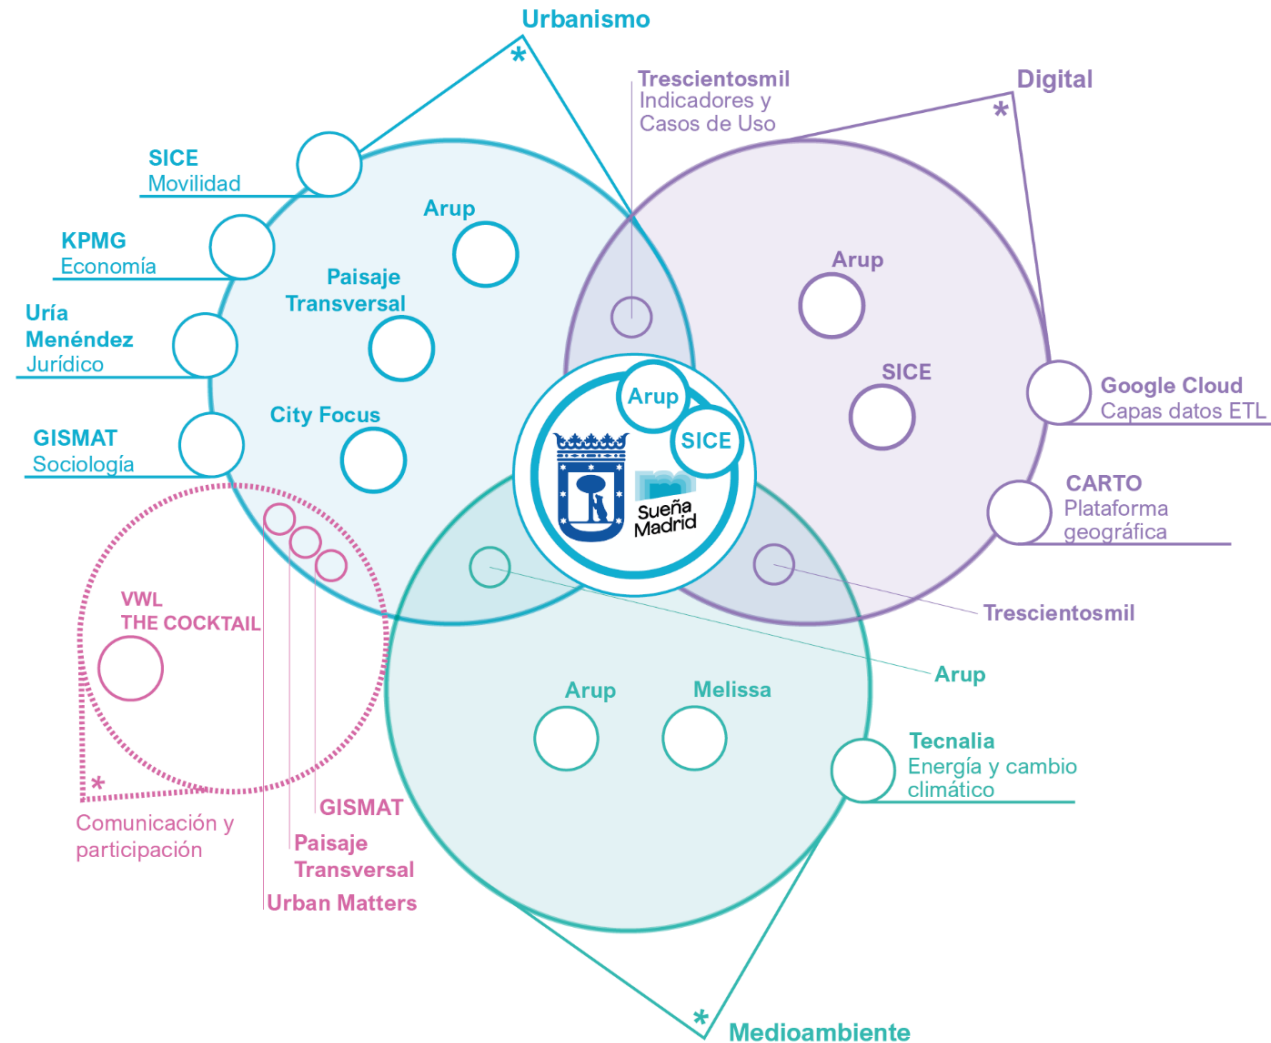 Urbanismo
*
Trescientosmil
Indicadores y
Casos de Uso
Digital
*
SICE
Movilidad
KPMG
Economía
Uría
Menéndez
Jurídico
GISMAT
Sociología
Arup
Paisaje
Transversal
City Focus
Arup
SICE
Google Cloud
Capas datos ETL
CARTO
Plataforma
geográfica
Arup
SICE
Sueña
Madrid
Trescientosmil
Arup
VWL
THE COCKTAIL
*
Comunicación y
participación
GISMAT
Paisaje
Transversal
Urban Matters
Arup
Melissa
Tecnalia
Energía y cambio
climático
*
Medioambiente